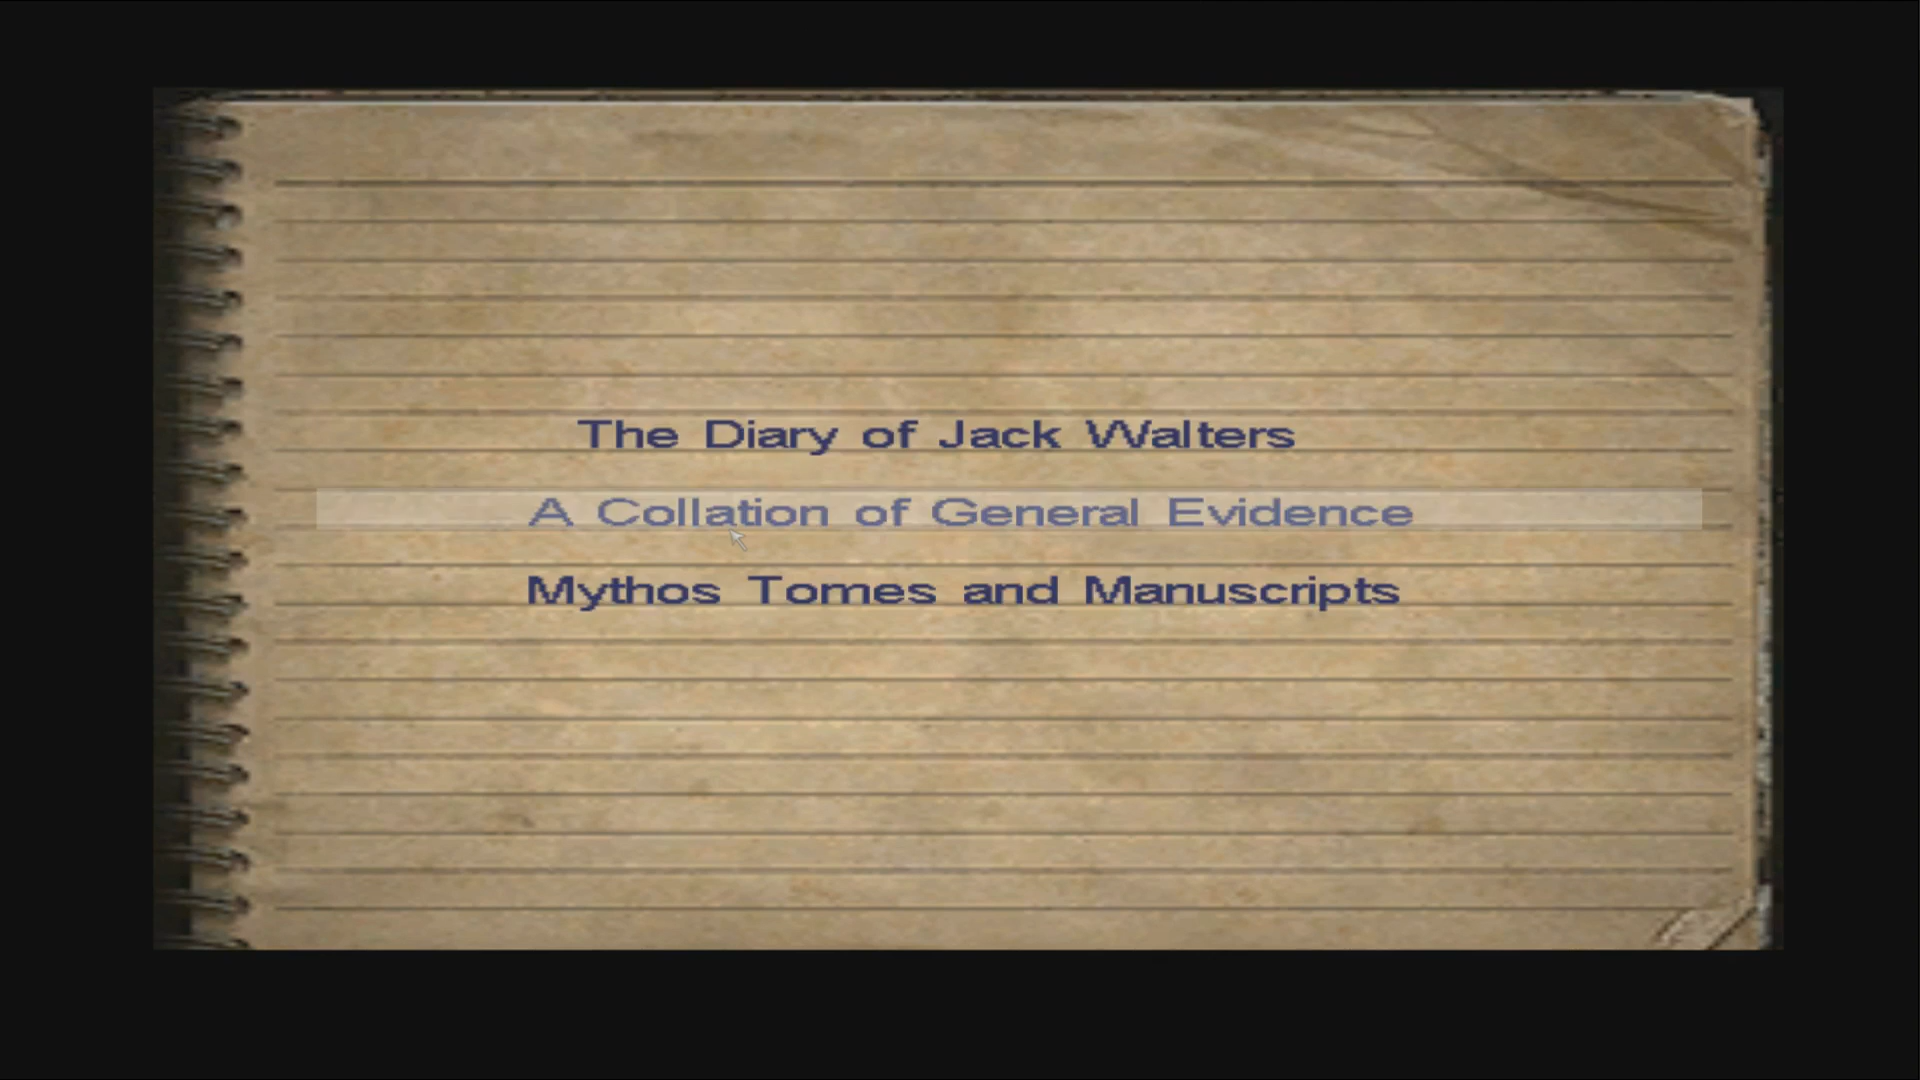 The Diary of Jack Walters
A Collation of General Evidence
Mythos Tomes and Manuscripts